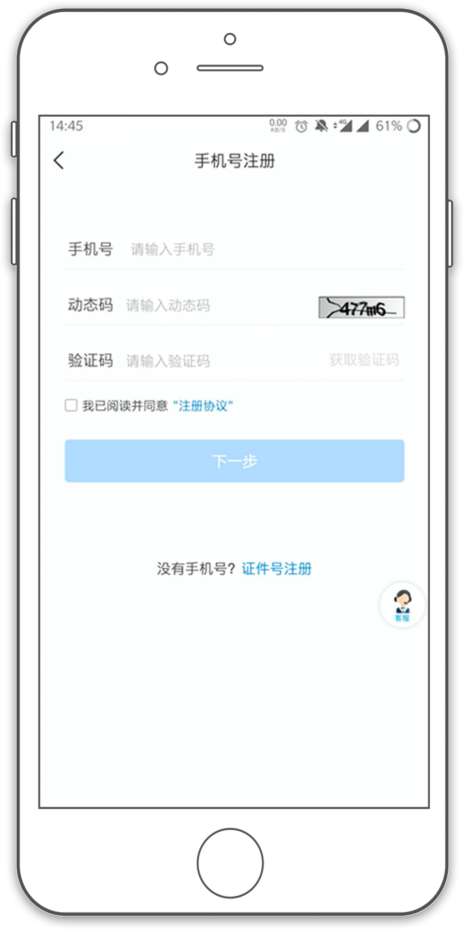 14:45
0.00
KB/S
4G
61%
手机号注册
手机号 请输入手机号
动态码 请输入动态码 477m6
验证码 请输入验证码 获取验证码
我已阅读并同意 "注册协议"
下一步
没有手机号? 证件号注册
客服